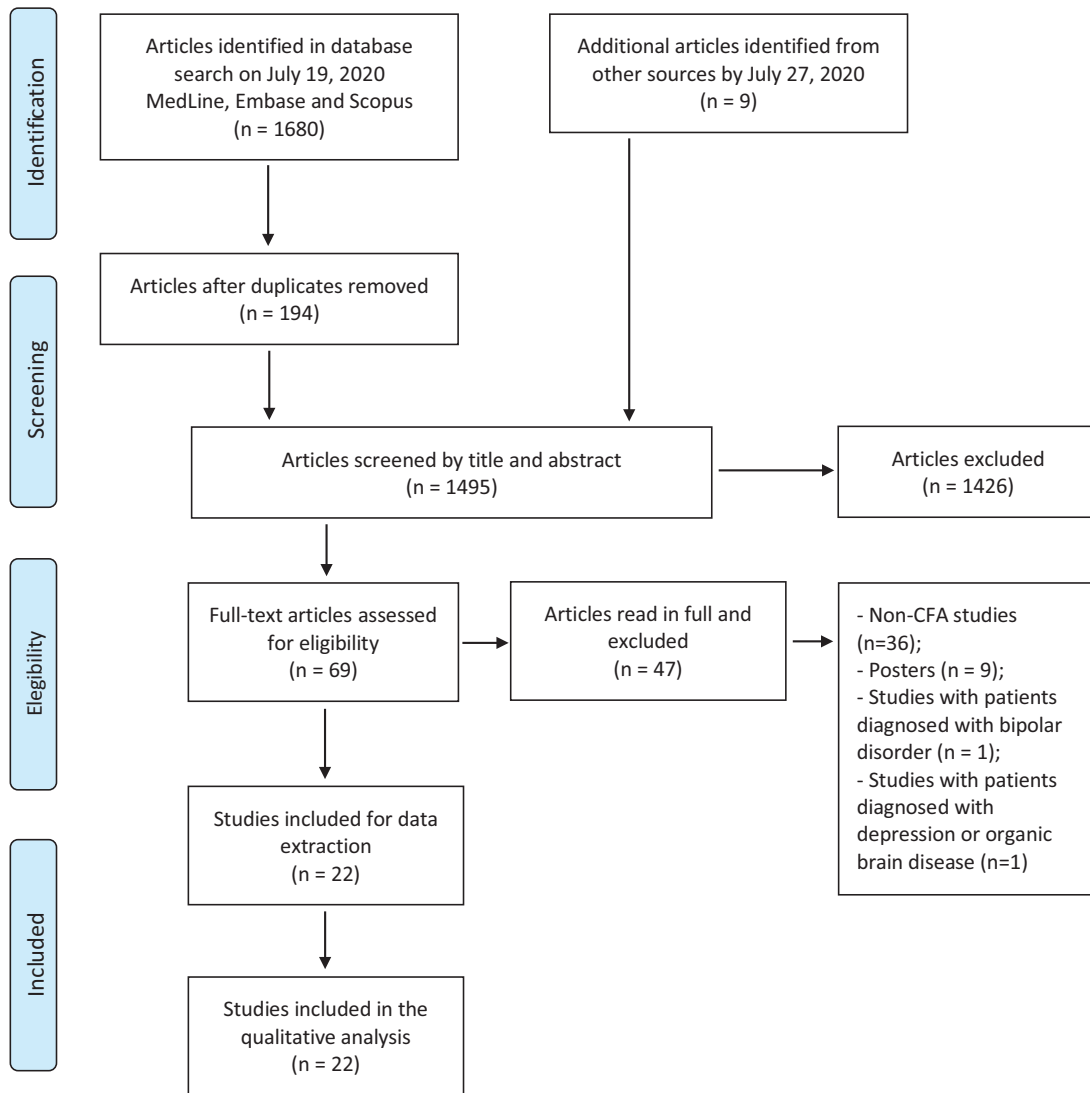 Identification
Articles identified in database
search on July 19, 2020
MedLine, Embase and Scopus
(n = 1680)
Additional articles identified from
other sources by July 27, 2020
(n = 9)
Screening
Articles after duplicates removed
(n = 194)
Articles screened by title and abstract
(n = 1495)
Articles excluded
(n = 1426)
Elegibility
Full-text articles assessed
for eligibility
(n = 69)
Articles read in full and
excluded
(n = 47)
- Non-CFA studies
(n=36);
- Posters (n = 9);
- Studies with patients
diagnosed with bipolar
disorder (n = 1);
- Studies with patients
diagnosed with
depression or organic
brain disease (n=1)
Included
Studies included for data
extraction
(n = 22)
Studies included in the
qualitative analysis
(n = 22)